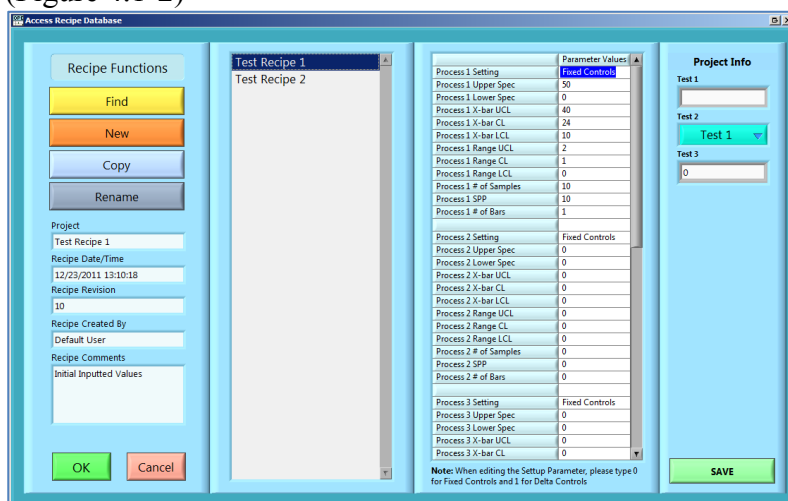 (Figure 4.1-2)
Access Recipe Database
Recipe Functions
Find
New
Copy
Rename
Project
Test Recipe 1
Recipe Date/Time
12/23/2011 13:10:18
Recipe Revision
10
Recipe Created By
Default User
Recipe Comments
Initial Inputted Values
OK
Cancel
Test Recipe 1
Test Recipe 2
Parameter Values
Process 1 Setting Fixed Controls
Process 1 Upper Spec 50
Process 1 Lower Spec 0
Process 1 X-bar UCL 40
Process 1 X-bar CL 24
Process 1 X-bar LCL 10
Process 1 Range UCL 2
Process 1 Range CL 1
Process 1 Range LCL 0
Process 1 # of Samples 10
Process 1 SPP 10
Process 1 # of Bars 1
Process 2 Setting Fixed Controls
Process 2 Upper Spec 0
Process 2 Lower Spec 0
Process 2 X-bar UCL 0
Process 2 X-bar CL 0
Process 2 X-bar LCL 0
Process 2 Range UCL 0
Process 2 Range CL 0
Process 2 Range LCL 0
Process 2 # of Samples 0
Process 2 SPP 0
Process 2 # of Bars 0
Process 3 Setting Fixed Controls
Process 3 Upper Spec 0
Process 3 Lower Spec 0
Process 3 X-bar UCL 0
Process 3 X-bar CL 0
Note: When editing the Settup Parameter, please type 0
for Fixed Controls and 1 for Delta Controls
Project Info
Test 1
Test 2
Test 1
Test 3
0
SAVE